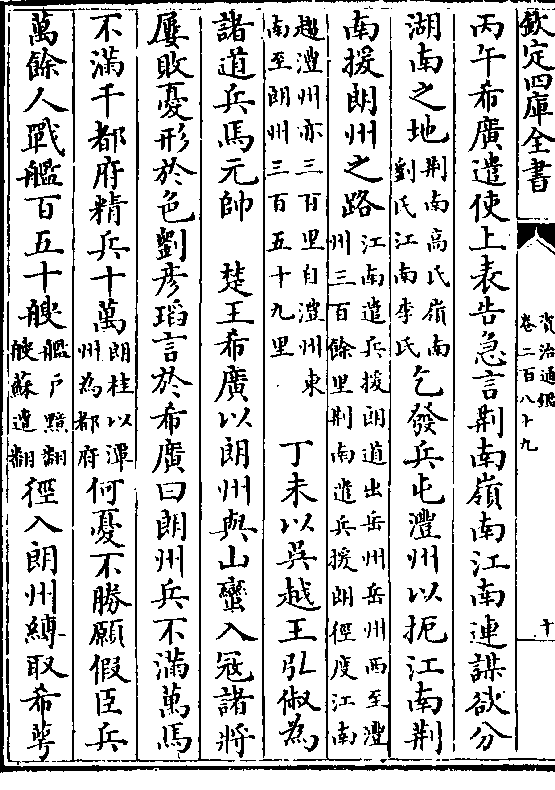 欽定四庫全書
資治通鑑
卷二百八十九
十
丙午希廣遣使上表告急言荆南嶺南江南連謀欲分
湖南之地荆南高氏嶺南劉氏江南李氏乞發兵屯澧州以扼江南荆
南援朗州之路江南遣兵援朗道出岳州岳州西至澧州三百餘里荆南遣兵援朗徑度江南
趨澧州亦三百里自澧州東南至朗州三百五十九里 丁未以吳越王弘俶為
諸道兵馬元帥 楚王希廣以朗州與山蠻入寇諸將
屢敗憂形於色劉彦瑫言於希廣曰朗州兵不滿萬馬
不滿千都府精兵十萬朗桂以潭州為都府何憂不勝願假臣兵
萬餘人戰艦百五十艘艦户黯翻艘蘇遭翻徑入朗州縛取希萼